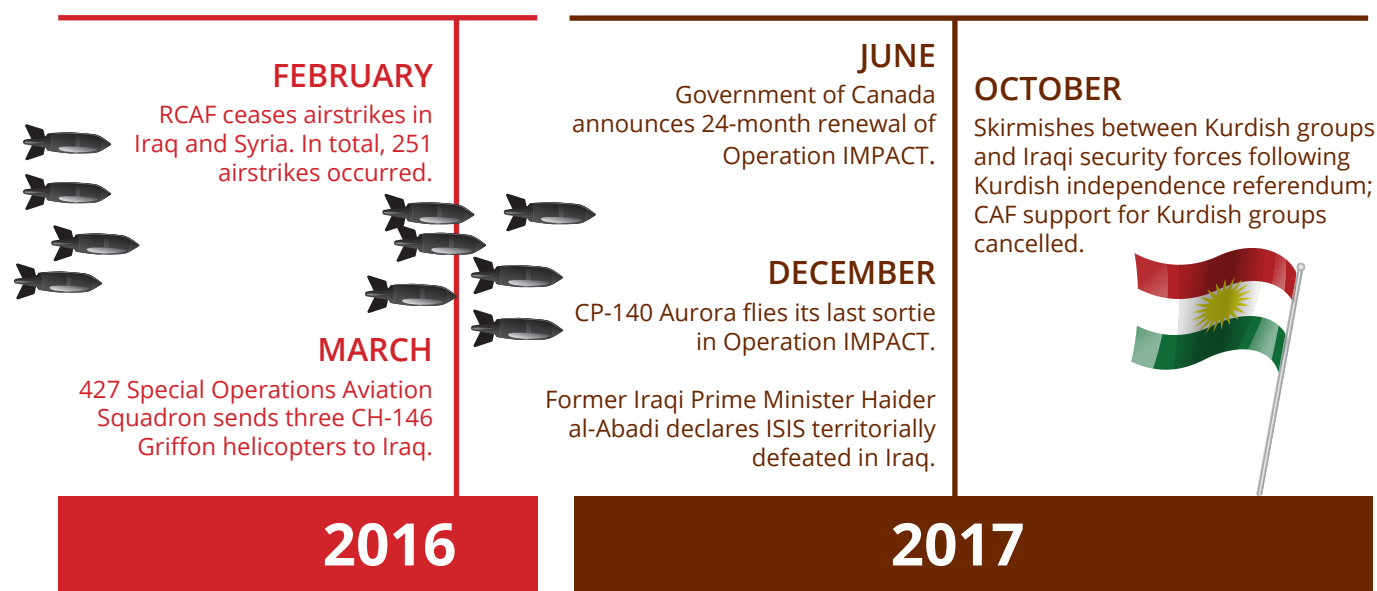 FEBRUARY
RCAF ceases airstrikes in
Iraq and Syria. In total, 251
airstrikes occurred.
MARCH
427 Special Operations Aviation
Squadron sends three CH-146
Griffon helicopters to Iraq.
2016
JUNE
Government of Canada
announces 24-month renewal of
Operation IMPACT.
DECEMBER
CP-140 Aurora flies its last sortie
in Operation IMPACT.
Former Iraqi Prime Minister Haider
al-Abadi declares ISIS territorially
defeated in Iraq.
OCTOBER
Skirmishes between Kurdish groups
and Iraqi security forces following
Kurdish independence referendum;
CAF support for Kurdish groups
cancelled.
2017